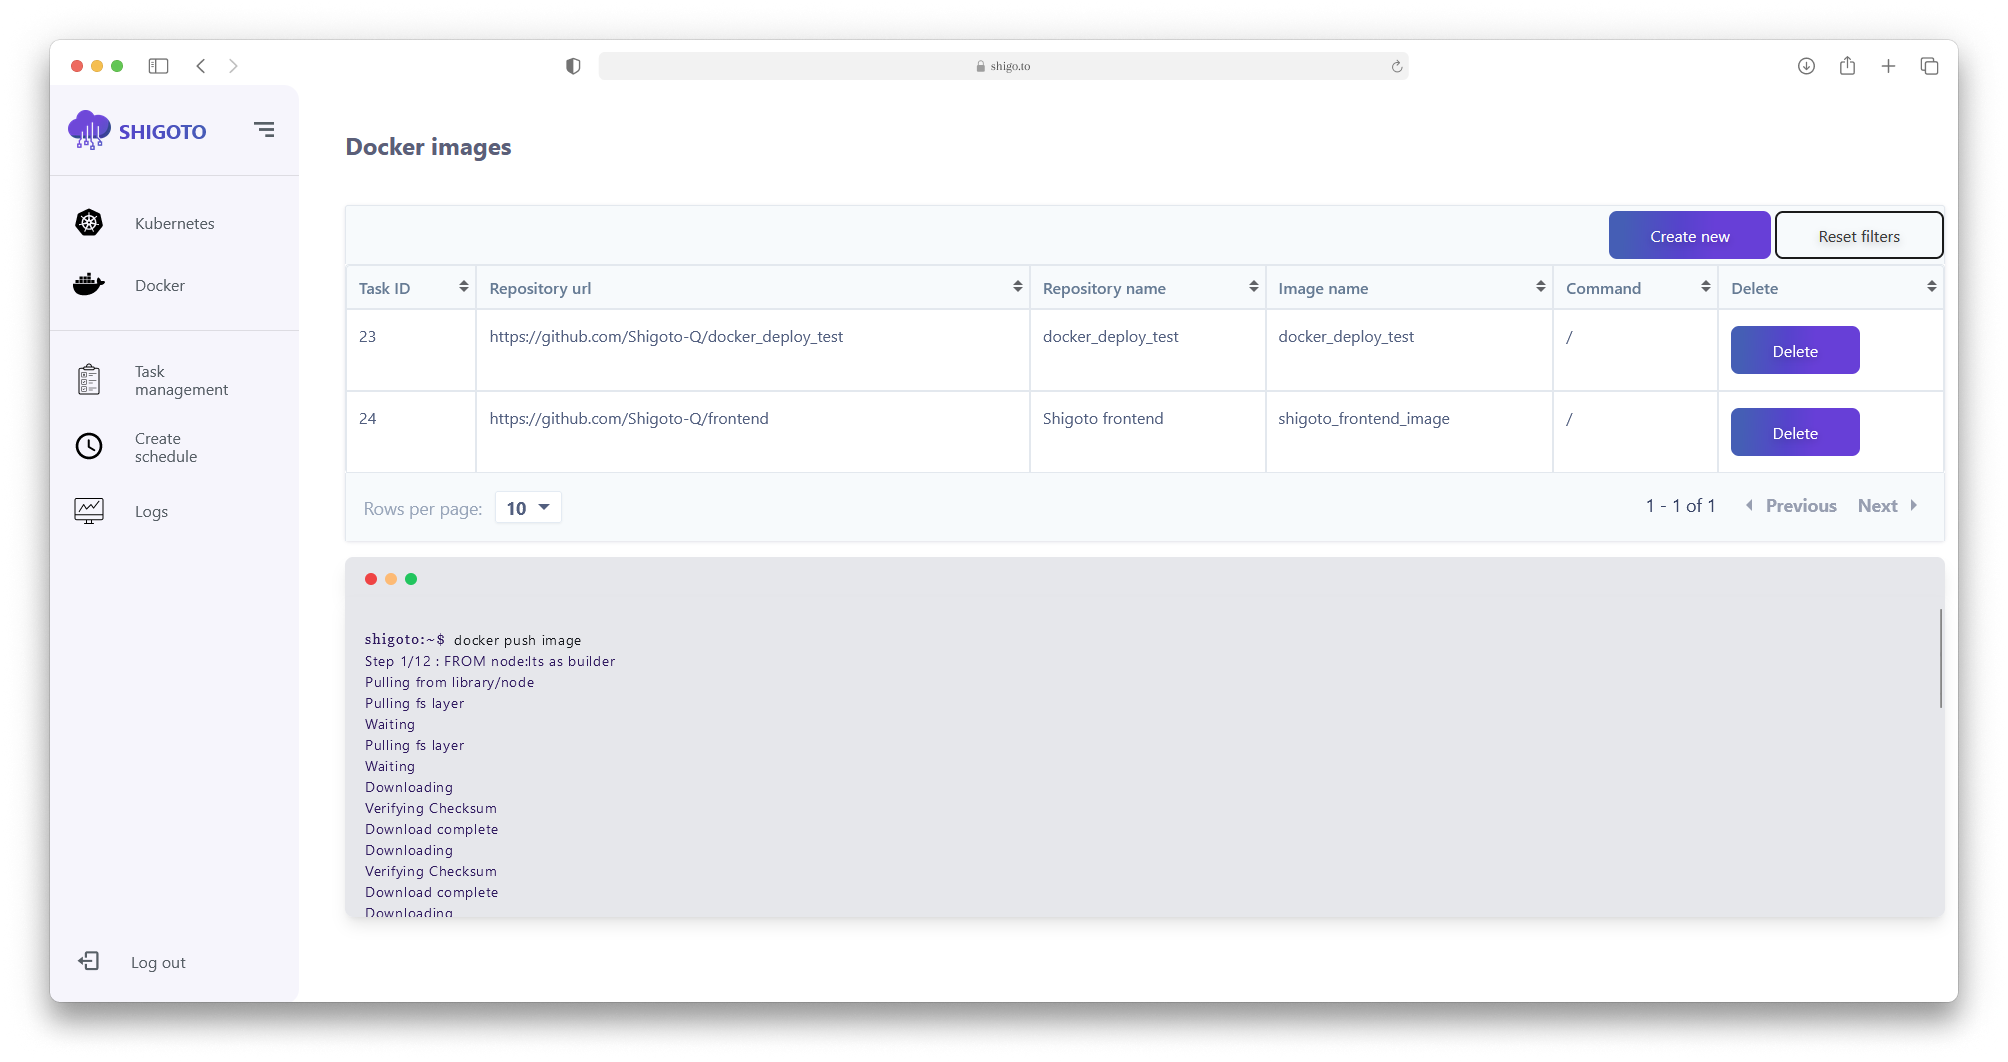 shigo.to
SHIGOTO
Kubernetes
Docker
Task
management
Create
schedule
Logs
Log out
Docker images
Create new
Reset filters
Task ID Repository url Repository name Image name Command Delete
23 https://github.com/Shigoto-Q/docker_deploy_test docker_deploy_test docker_deploy_test / Delete
24 https://github.com/Shigoto-Q/frontend Shigoto frontend shigoto_frontend_image / Delete
Rows per page: 10
1 - 1 of 1 Previous Next
shigoto:~$ docker push image
Step 1/12 : FROM node:lts as builder
Pulling from library/node
Pulling fs layer
Waiting
Pulling fs layer
Waiting
Downloading
Verifying Checksum
Download complete
Downloading
Verifying Checksum
Download complete
Downloading